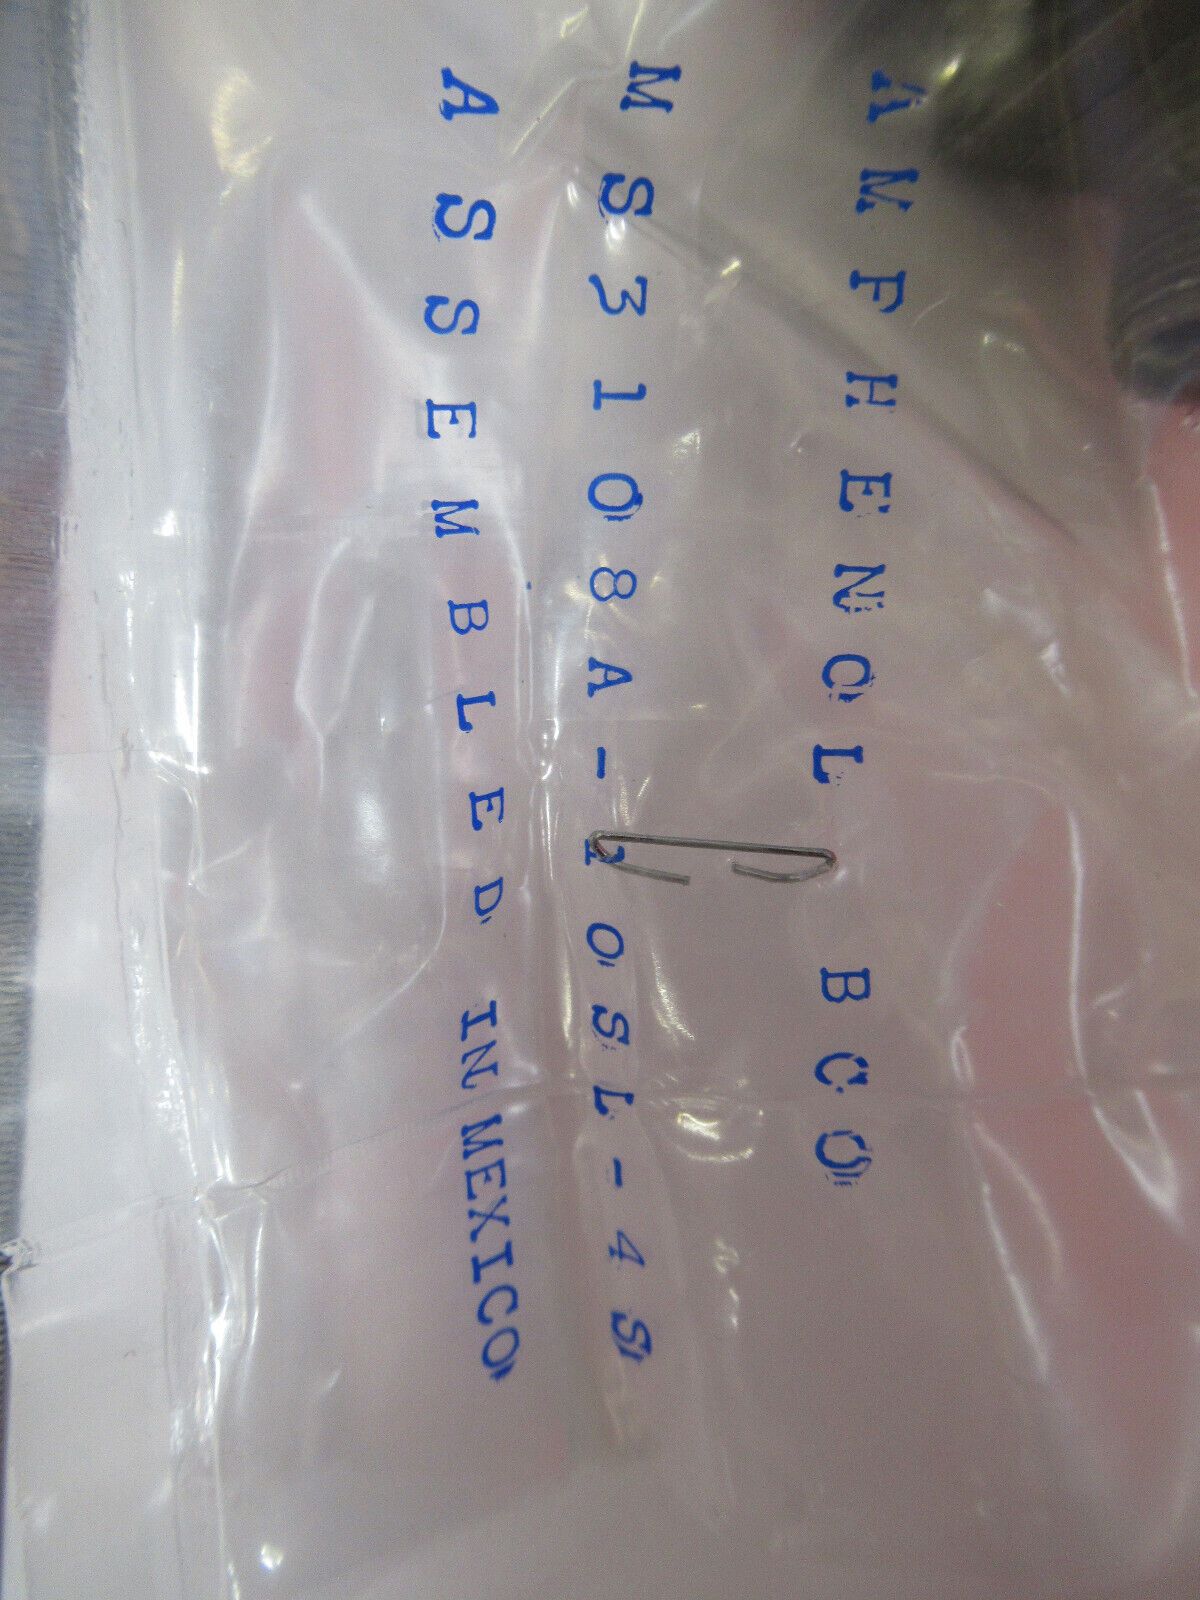 AMPHENOL BCO
MS3108A-10SL-4S
ASSEMBLED IN MEXICO